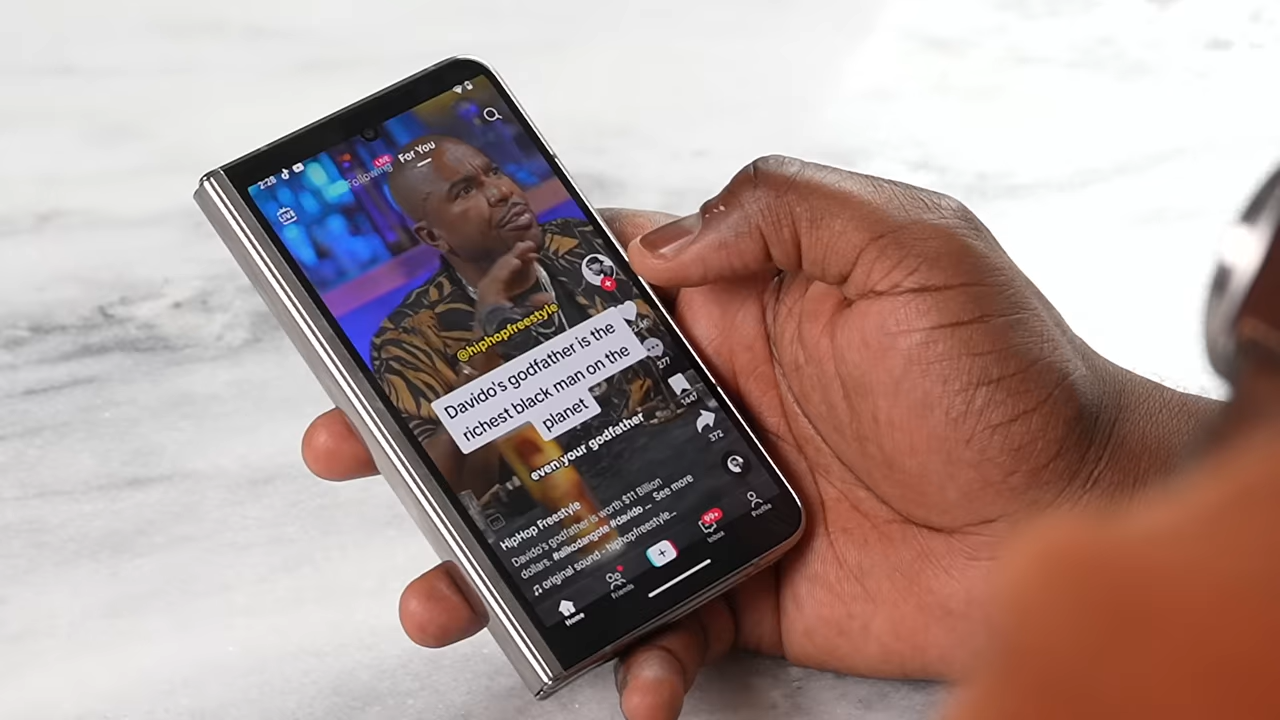 2:28
LIVE
Following
For You
LIVE
@hiphopfreestyle
Davido's godfather is the
richest black man on the
planet
even your godfather
277
1447
372
HipHop Freestyle
Davido's godfather is worth $11 Billion
dollars. #alikodangote #davido ... See more
original sound - hiphopfreestyle...
Home
Friends
99+
Inbox
Profile